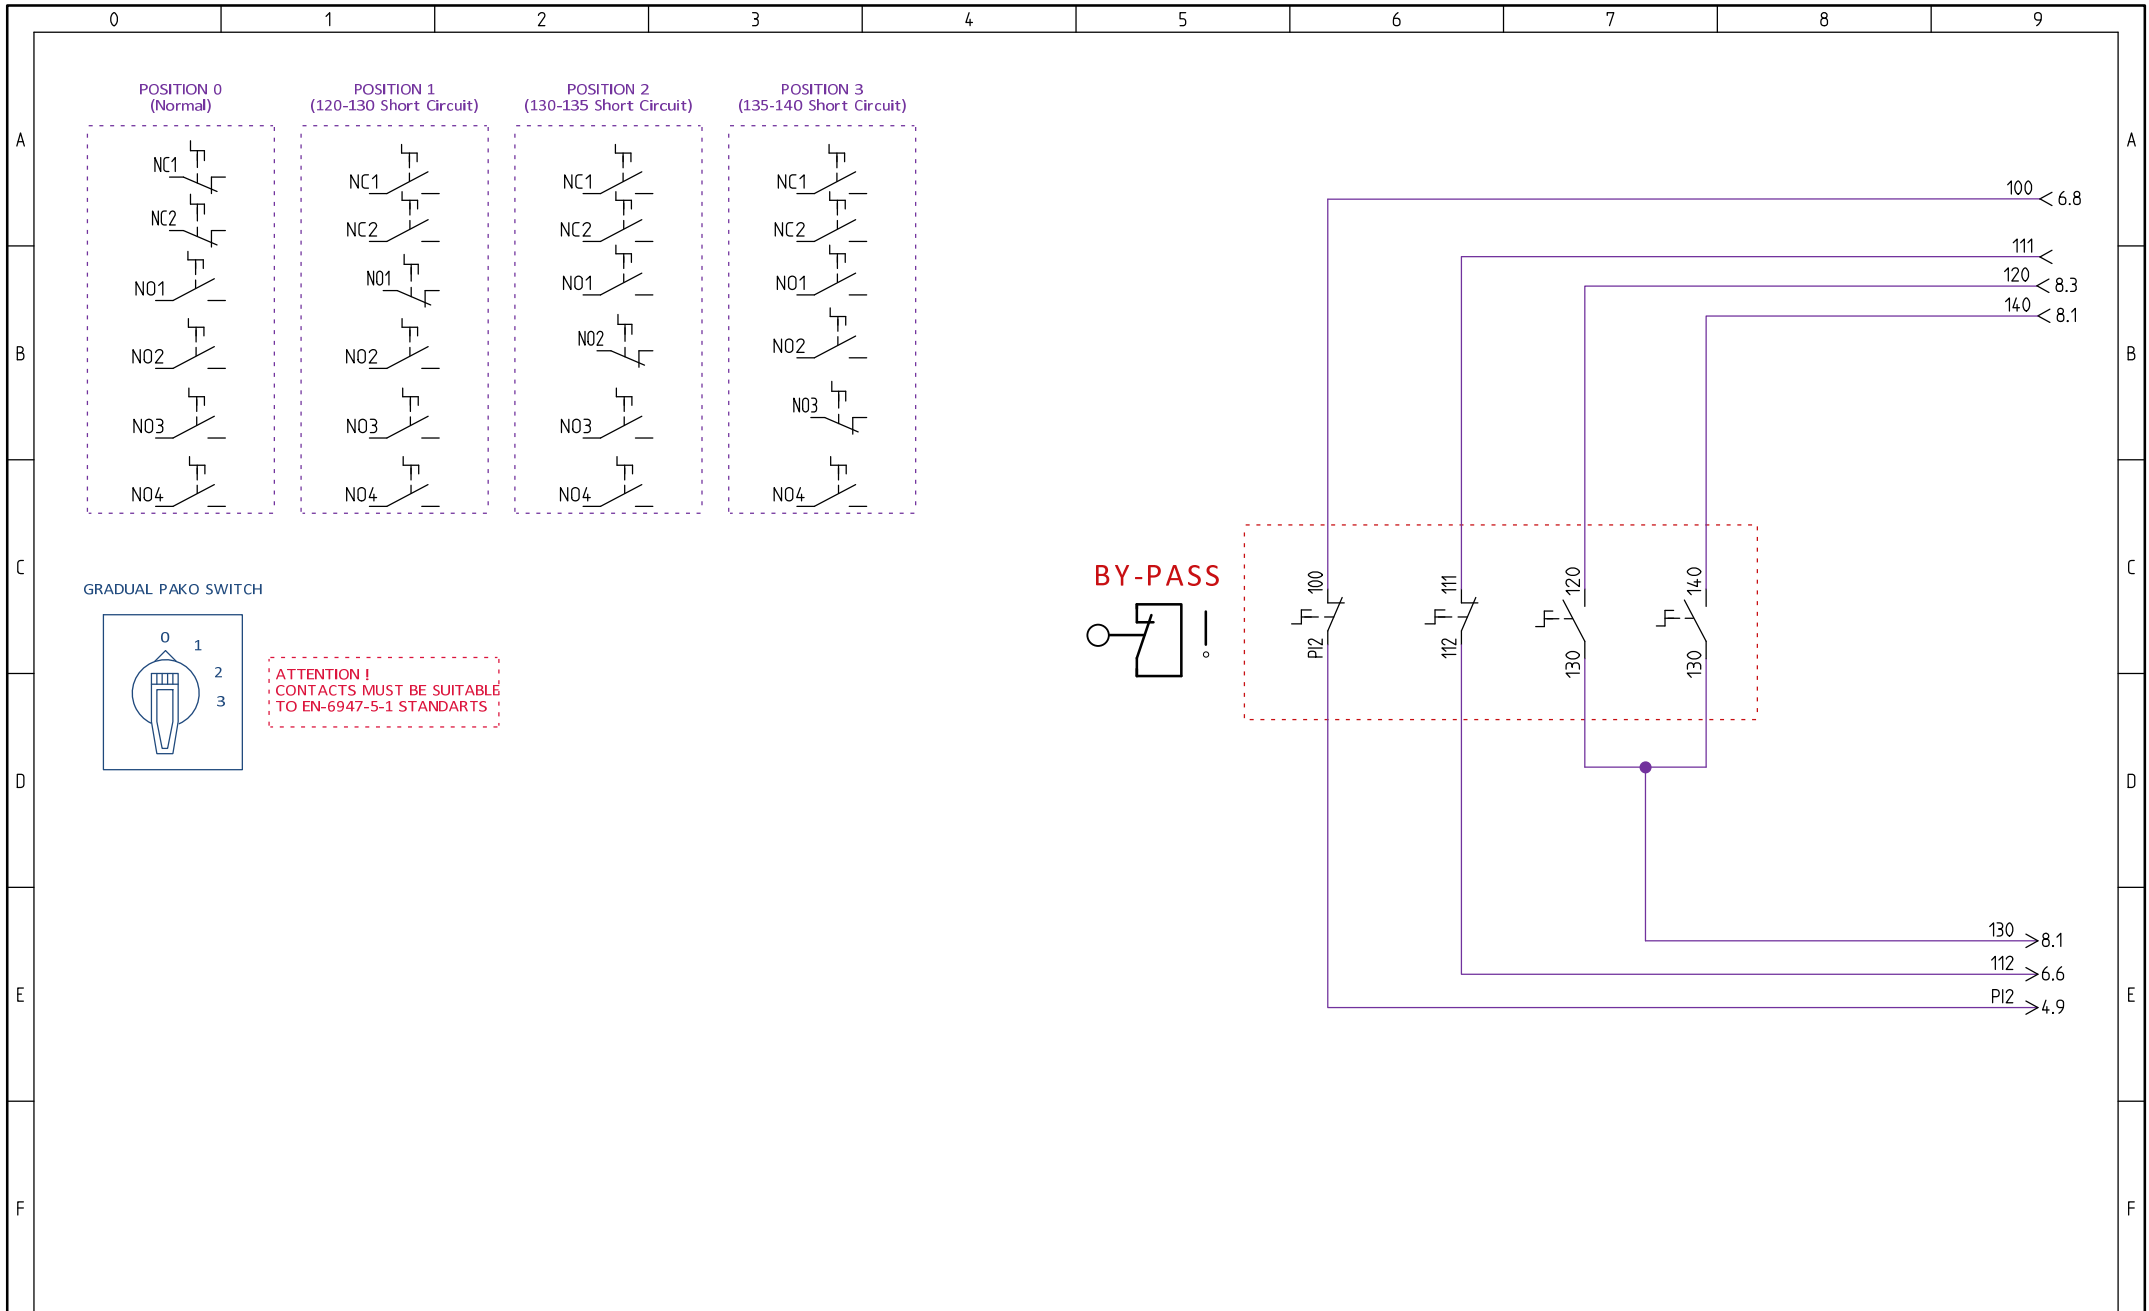 0 1 2 3 4 5 6 7 8 9
POSITION 0
(Normal)
POSITION 1
(120-130 Short Circuit)
POSITION 2
(130-135 Short Circuit)
POSITION 3
(135-140 Short Circuit)
A A
NC1 NC1 NC1 NC1
NC2 NC2 NC2 NC2
NO1 NO1 NO1 NO1
B B
NO2 NO2 NO2 NO2
NO3 NO3 NO3 NO3
NO4 NO4 NO4 NO4
100 6.8
111
120 8.3
140 8.1
C C
BY-PASS
100 111 120 140
PI2 112 130 130
GRADUAL PAKO SWITCH
0
1
2
3
ATTENTION !
CONTACTS MUST BE SUITABLE
TO EN-6947-5-1 STANDARTS
D D
130 8.1
112 6.6
E E
PI2 4.9
F F